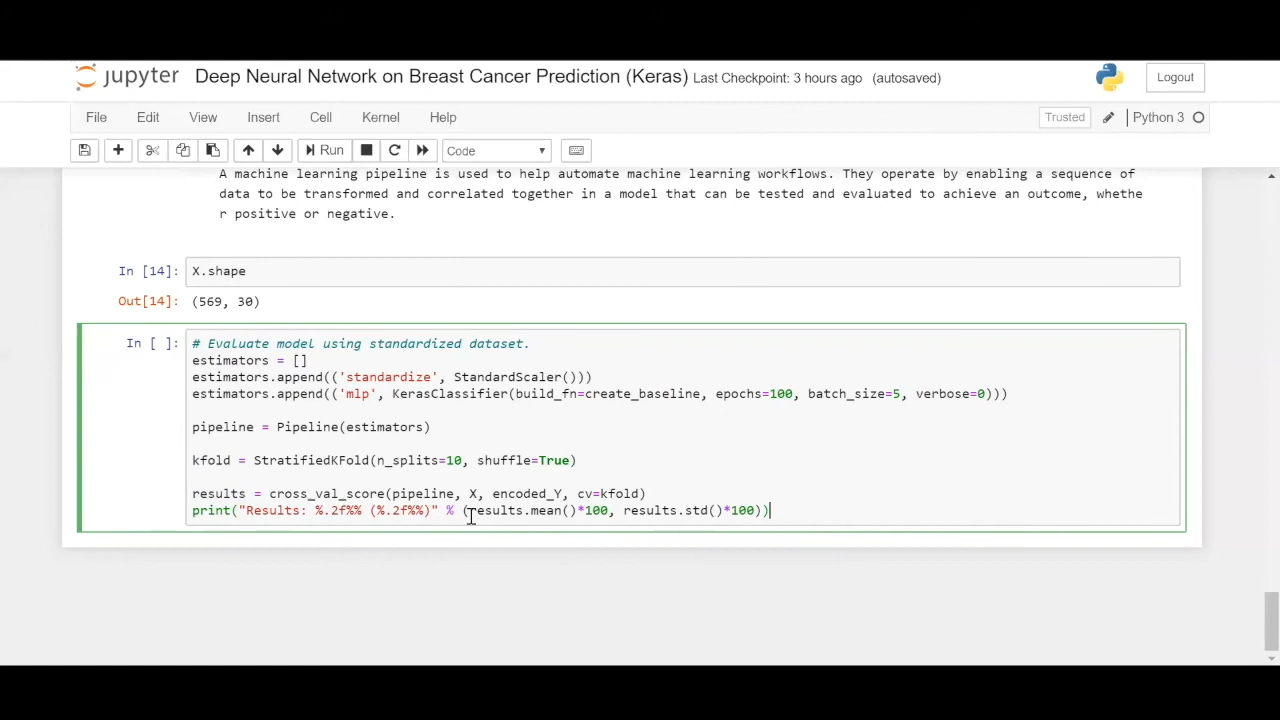 jupyter Deep Neural Network on Breast Cancer Prediction (Keras) Last Checkpoint: 3 hours ago (autosaved) Logout
File Edit View Insert Cell Kernel Help Trusted Python 3
Run Code
A machine learning pipeline is used to help automate machine learning workflows. They operate by enabling a sequence of
data to be transformed and correlated together in a model that can be tested and evaluated to achieve an outcome, whethe
r positive or negative.
In [14]: X.shape
Out[14]: (569, 30)
In [ ]: # Evaluate model using standardized dataset.
estimators = []
estimators.append(('standardize', StandardScaler()))
estimators.append(('mlp', KerasClassifier(build_fn=create_baseline, epochs=100, batch_size=5, verbose=0)))
pipeline = Pipeline(estimators)
kfold = StratifiedKFold(n_splits=10, shuffle=True)
results = cross_val_score(pipeline, X, encoded_Y, cv=kfold)
print("Results: %.2f%% (%.2f%%)" % (results.mean()*100, results.std()*100))